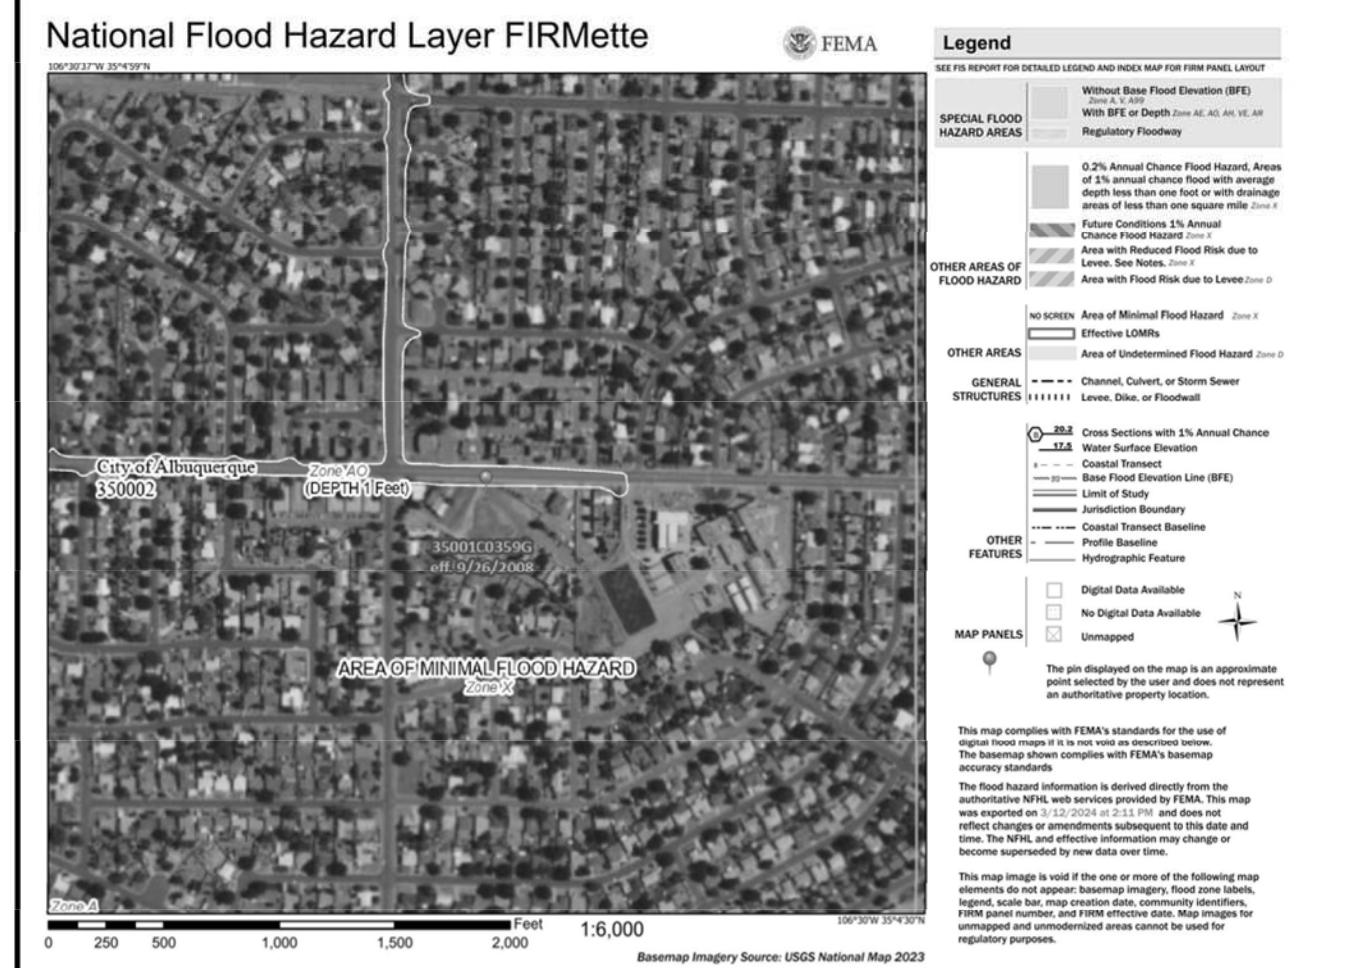 National Flood Hazard Layer FIRMette
FEMA
106°30'37"W 35°4'59"N
City of Albuquerque
350002
Zone AO
(DEPTH 1 Feet)
35001C0359G
eff. 9/26/2008
AREA OF MINIMAL FLOOD HAZARD
Zone X
Zone A
106°30'W 35°4'30"N
Feet
1:6,000
0 250 500 1,000 1,500 2,000
Basemap Imagery Source: USGS National Map 2023
Legend
SEE FIS REPORT FOR DETAILED LEGEND AND INDEX MAP FOR FIRM PANEL LAYOUT
SPECIAL FLOOD
HAZARD AREAS
Without Base Flood Elevation (BFE)
Zone A, V, A99
With BFE or Depth Zone AE, AO, AH, VE, AR
Regulatory Floodway
OTHER AREAS OF
FLOOD HAZARD
0.2% Annual Chance Flood Hazard, Areas
of 1% annual chance flood with average
depth less than one foot or with drainage
areas of less than one square mile Zone X
Future Conditions 1% Annual
Chance Flood Hazard Zone X
Area with Reduced Flood Risk due to
Levee. See Notes. Zone X
Area with Flood Risk due to Levee Zone D
OTHER AREAS
NO SCREEN Area of Minimal Flood Hazard Zone X
Effective LOMRs
Area of Undetermined Flood Hazard Zone D
GENERAL
STRUCTURES
Channel, Culvert, or Storm Sewer
Levee, Dike, or Floodwall
OTHER
FEATURES
20.2 Cross Sections with 1% Annual Chance
17.5 Water Surface Elevation
Coastal Transect
Base Flood Elevation Line (BFE)
Limit of Study
Jurisdiction Boundary
Coastal Transect Baseline
Profile Baseline
Hydrographic Feature
MAP PANELS
Digital Data Available
No Digital Data Available
Unmapped
N
The pin displayed on the map is an approximate
point selected by the user and does not represent
an authoritative property location.
This map complies with FEMA's standards for the use of
digital flood maps if it is not void as described below.
The basemap shown complies with FEMA's basemap
accuracy standards
The flood hazard information is derived directly from the
authoritative NFHL web services provided by FEMA. This map
was exported on 3/12/2024 at 2:11 PM and does not
reflect changes or amendments subsequent to this date and
time. The NFHL and effective information may change or
become superseded by new data over time.
This map image is void if the one or more of the following map
elements do not appear: basemap imagery, flood zone labels,
legend, scale bar, map creation date, community identifiers,
FIRM panel number, and FIRM effective date. Map images for
unmapped and unmodernized areas cannot be used for
regulatory purposes.